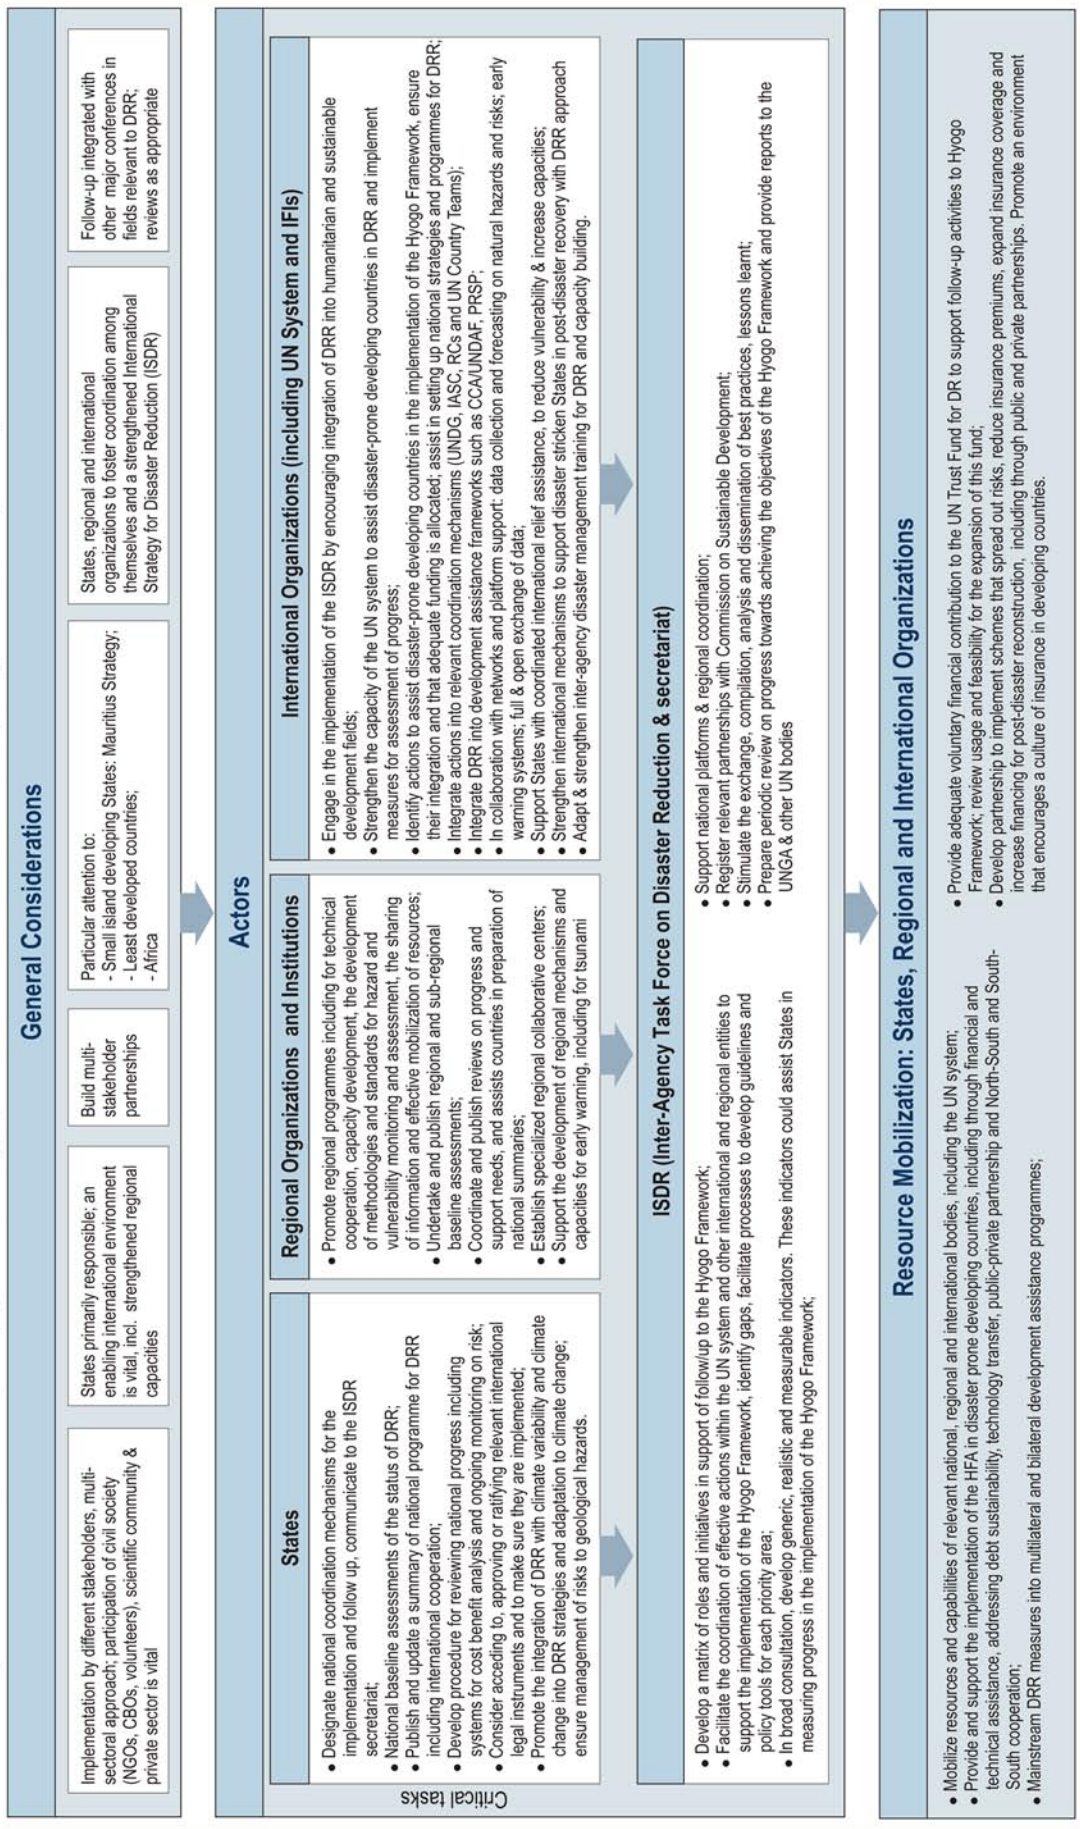 General Considerations
Implementation by different stakeholders, multi-
sectoral approach; participation of civil society
(NGOs, CBOs, volunteers), scientific community &
private sector is vital
States primarily responsible; an
enabling international environment
is vital, incl. strengthened regional
capacities
Build multi-
stakeholder
partnerships
Particular attention to:
- Small island developing States: Mauritius Strategy;
- Least developed countries;
- Africa
States, regional and international
organizations to foster coordination among
themselves and a strengthened International
Strategy for Disaster Reduction (ISDR)
Follow-up integrated with
other major conferences in
fields relevant to DRR;
reviews as appropriate
Actors
Critical tasks
States
• Designate national coordination mechanisms for the
implementation and follow up, communicate to the ISDR
secretariat;
• National baseline assessments of the status of DRR;
• Publish and update a summary of national programme for DRR
including international cooperation;
• Develop procedure for reviewing national progress including
systems for cost benefit analysis and ongoing monitoring on risk;
• Consider acceding to, approving or ratifying relevant international
legal instruments and to make sure they are implemented;
• Promote the integration of DRR with climate variability and climate
change into DRR strategies and adaptation to climate change;
ensure management of risks to geological hazards.
Regional Organizations and Institutions
• Promote regional programmes including for technical
cooperation, capacity development, the development
of methodologies and standards for hazard and
vulnerability monitoring and assessment, the sharing
of information and effective mobilization of resources;
• Undertake and publish regional and sub-regional
baseline assessments;
• Coordinate and publish reviews on progress and
support needs, and assists countries in preparation of
national summaries;
• Establish specialized regional collaborative centers;
• Support the development of regional mechanisms and
capacities for early warning, including for tsunami
International Organizations (including UN System and IFIs)
• Engage in the implementation of the ISDR by encouraging integration of DRR into humanitarian and sustainable
development fields;
• Strengthen the capacity of the UN system to assist disaster-prone developing countries in DRR and implement
measures for assessment of progress;
• Identify actions to assist disaster-prone developing countries in the implementation of the Hyogo Framework, ensure
their integration and that adequate funding is allocated; assist in setting up national strategies and programmes for DRR;
• Integrate actions into relevant coordination mechanisms (UNDG, IASC, RCs and UN Country Teams);
• Integrate DRR into development assistance frameworks such as CCA/UNDAF, PRSP;
• In collaboration with networks and platform support: data collection and forecasting on natural hazards and risks; early
warning systems; full & open exchange of data;
• Support States with coordinated international relief assistance, to reduce vulnerability & increase capacities;
• Strengthen international mechanisms to support disaster stricken States in post-disaster recovery with DRR approach
• Adapt & strengthen inter-agency disaster management training for DRR and capacity building.
ISDR (Inter-Agency Task Force on Disaster Reduction & secretariat)
• Develop a matrix of roles and initiatives in support of follow/up to the Hyogo Framework;
• Facilitate the coordination of effective actions within the UN system and other international and regional entities to
support the implementation of the Hyogo Framework, identify gaps, facilitate processes to develop guidelines and
policy tools for each priority area;
• In broad consultation, develop generic, realistic and measurable indicators. These indicators could assist States in
measuring progress in the implementation of the Hyogo Framework;
• Support national platforms & regional coordination;
• Register relevant partnerships with Commission on Sustainable Development;
• Stimulate the exchange, compilation, analysis and dissemination of best practices, lessons learnt;
• Prepare periodic review on progress towards achieving the objectives of the Hyogo Framework and provide reports to the
UNGA & other UN bodies
Resource Mobilization: States, Regional and International Organizations
• Mobilize resources and capabilities of relevant national, regional and international bodies, including the UN system;
• Provide and support the implementation of the HFA in disaster prone developing countries, including through financial and
technical assistance, addressing debt sustainability, technology transfer, public-private partnership and North-South and South-
South cooperation;
• Mainstream DRR measures into multilateral and bilateral development assistance programmes;
• Provide adequate voluntary financial contribution to the UN Trust Fund for DR to support follow-up activities to Hyogo
Framework; review usage and feasibility for the expansion of this fund;
• Develop partnership to implement schemes that spread out risks, reduce insurance premiums, expand insurance coverage and
increase financing for post-disaster reconstruction, including through public and private partnerships. Promote an environment
that encourages a culture of insurance in developing countries.